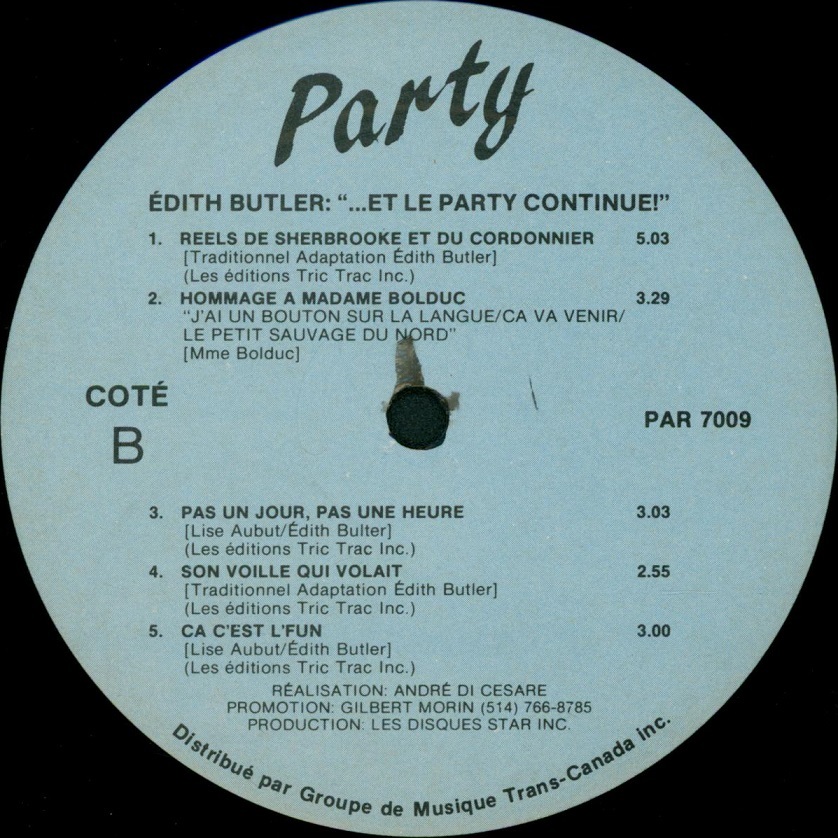 Party
ÉDITH BUTLER: “...ET LE PARTY CONTINUE!”
1. REELS DE SHERBROOKE ET DU CORDONNIER 5.03
[Traditionnel Adaptation Édith Butler]
(Les éditions Tric Trac Inc.)
2. HOMMAGE A MADAME BOLDUC 3.29
“J'AI UN BOUTON SUR LA LANGUE/CA VA VENIR/
LE PETIT SAUVAGE DU NORD”
[Mme Bolduc]
COTÉ
B
PAR 7009
3. PAS UN JOUR, PAS UNE HEURE 3.03
[Lise Aubut/Édith Bulter]
(Les éditions Tric Trac Inc.)
4. SON VOILLE QUI VOLAIT 2.55
[Traditionnel Adaptation Édith Butler]
(Les éditions Tric Trac Inc.)
5. CA C'EST L'FUN 3.00
[Lise Aubut/Édith Butler]
(Les éditions Tric Trac Inc.)
RÉALISATION: ANDRÉ DI CESARE
PROMOTION: GILBERT MORIN (514) 766-8785
PRODUCTION: LES DISQUES STAR INC.
Distribué par Groupe de Musique Trans-Canada inc.